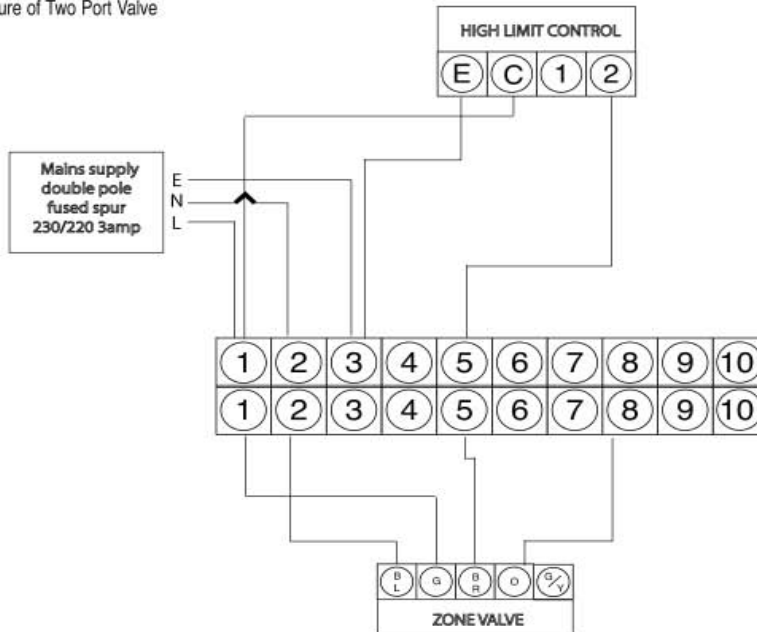 ure of Two Port Valve
HIGH LIMIT CONTROL
E C 1 2
Mains supply
double pole
fused spur
230/220 3amp
E
N
L
1 2 3 4 5 6 7 8 9 10
1 2 3 4 5 6 7 8 9 10
BL G BR O G/Y
ZONE VALVE